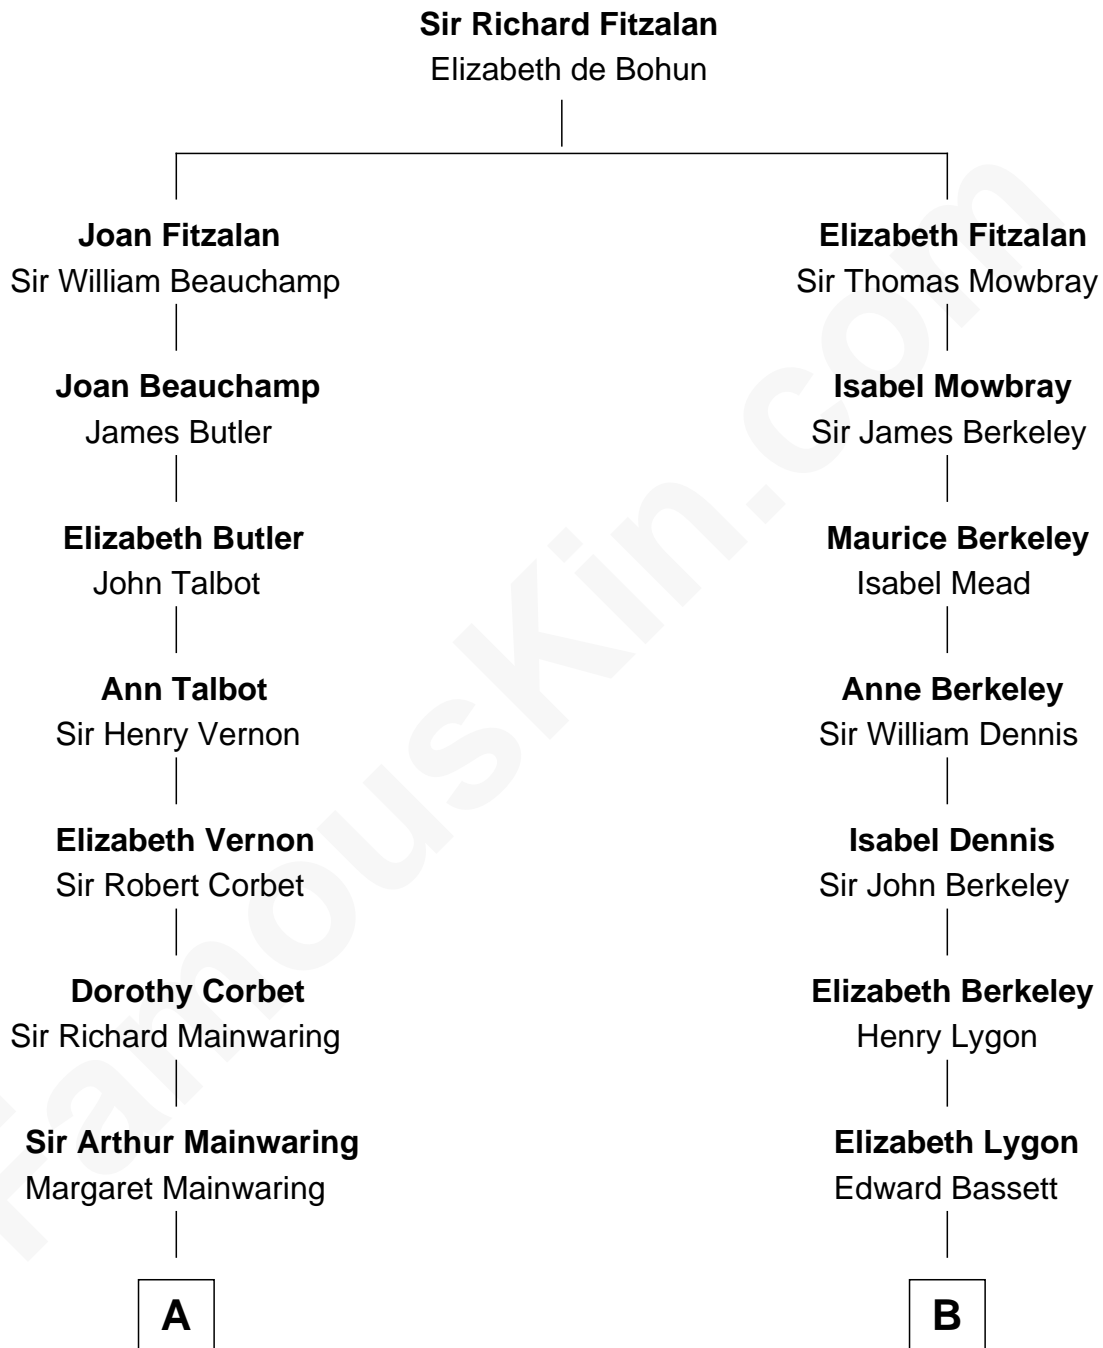 Sir Richard Fitzalan
Elizabeth de Bohun
Joan Fitzalan
Sir William Beauchamp
Elizabeth Fitzalan
Sir Thomas Mowbray
Joan Beauchamp
James Butler
Isabel Mowbray
Sir James Berkeley
Elizabeth Butler
John Talbot
Maurice Berkeley
Isabel Mead
Ann Talbot
Sir Henry Vernon
Anne Berkeley
Sir William Dennis
Elizabeth Vernon
Sir Robert Corbet
Isabel Dennis
Sir John Berkeley
Dorothy Corbet
Sir Richard Mainwaring
Elizabeth Berkeley
Henry Lygon
Sir Arthur Mainwaring
Margaret Mainwaring
Elizabeth Lygon
Edward Bassett
A
B
FamousKin.com